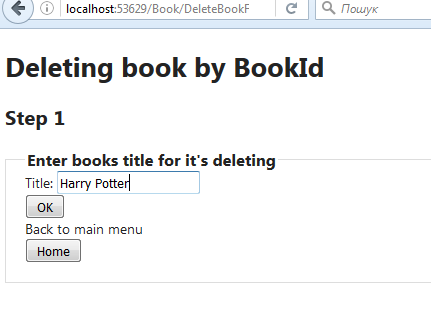 localhost:53629/Book/DeleteBookF
Пошук
Deleting book by BookId
Step 1
Enter books title for it's deleting
Title: Harry Potter
OK
Back to main menu
Home